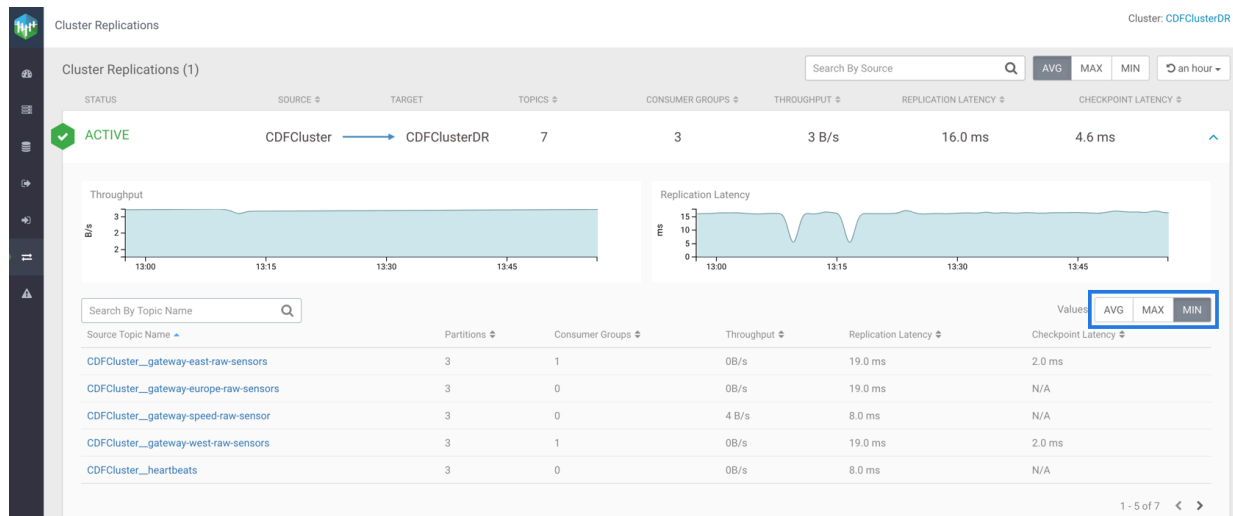 Cluster Replications
Cluster: CDFClusterDR
Cluster Replications (1)
Search By Source
AVG MAX MIN
an hour
STATUS SOURCE TARGET TOPICS CONSUMER GROUPS THROUGHPUT REPLICATION LATENCY CHECKPOINT LATENCY
ACTIVE CDFCluster CDFClusterDR 7 3 3 B/s 16.0 ms 4.6 ms
Throughput
B/s
3
2
2
13:00 13:15 13:30 13:45
Replication Latency
ms
15
10
5
0
13:00 13:15 13:30 13:45
Search By Topic Name
Values AVG MAX MIN
Source Topic Name Partitions Consumer Groups Throughput Replication Latency Checkpoint Latency
CDFCluster__gateway-east-raw-sensors 3 1 0B/s 19.0 ms 2.0 ms
CDFCluster__gateway-europe-raw-sensors 3 0 0B/s 19.0 ms N/A
CDFCluster__gateway-speed-raw-sensor 3 0 4 B/s 8.0 ms N/A
CDFCluster__gateway-west-raw-sensors 3 1 0B/s 19.0 ms 2.0 ms
CDFCluster__heartbeats 3 0 0B/s 8.0 ms N/A
1 - 5 of 7